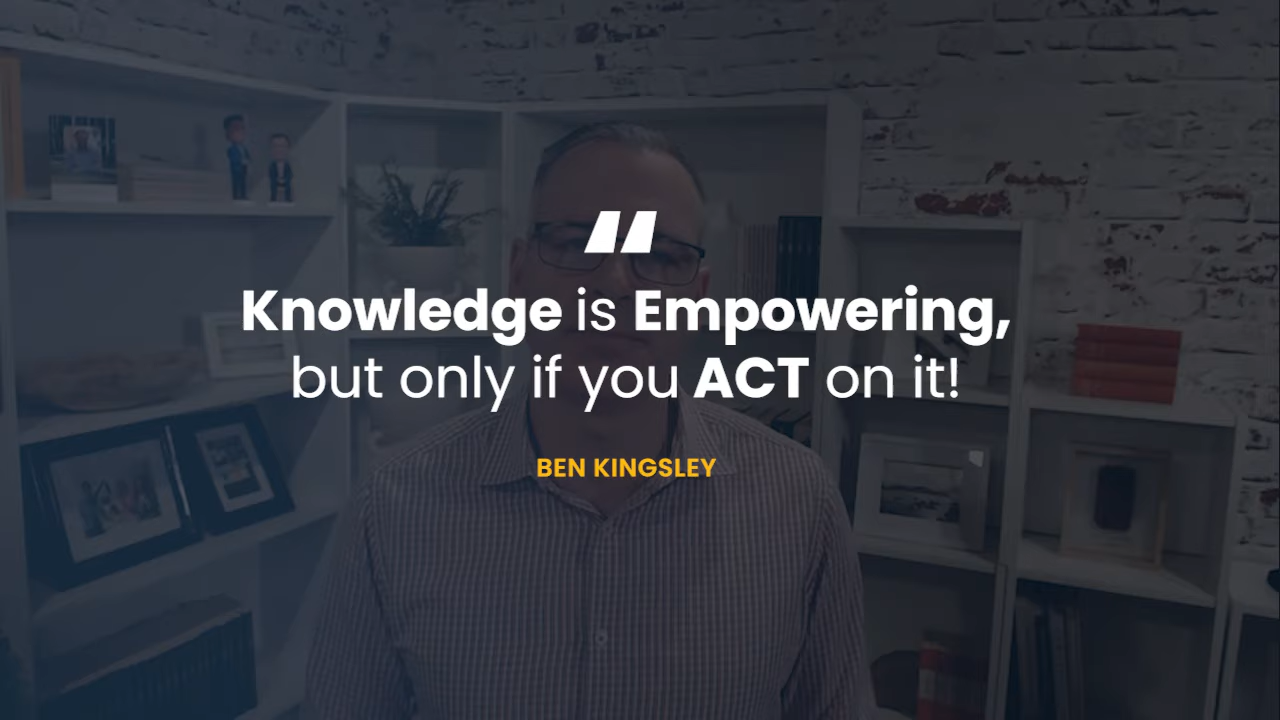 “
Knowledge is Empowering,
but only if you ACT on it!
BEN KINGSLEY